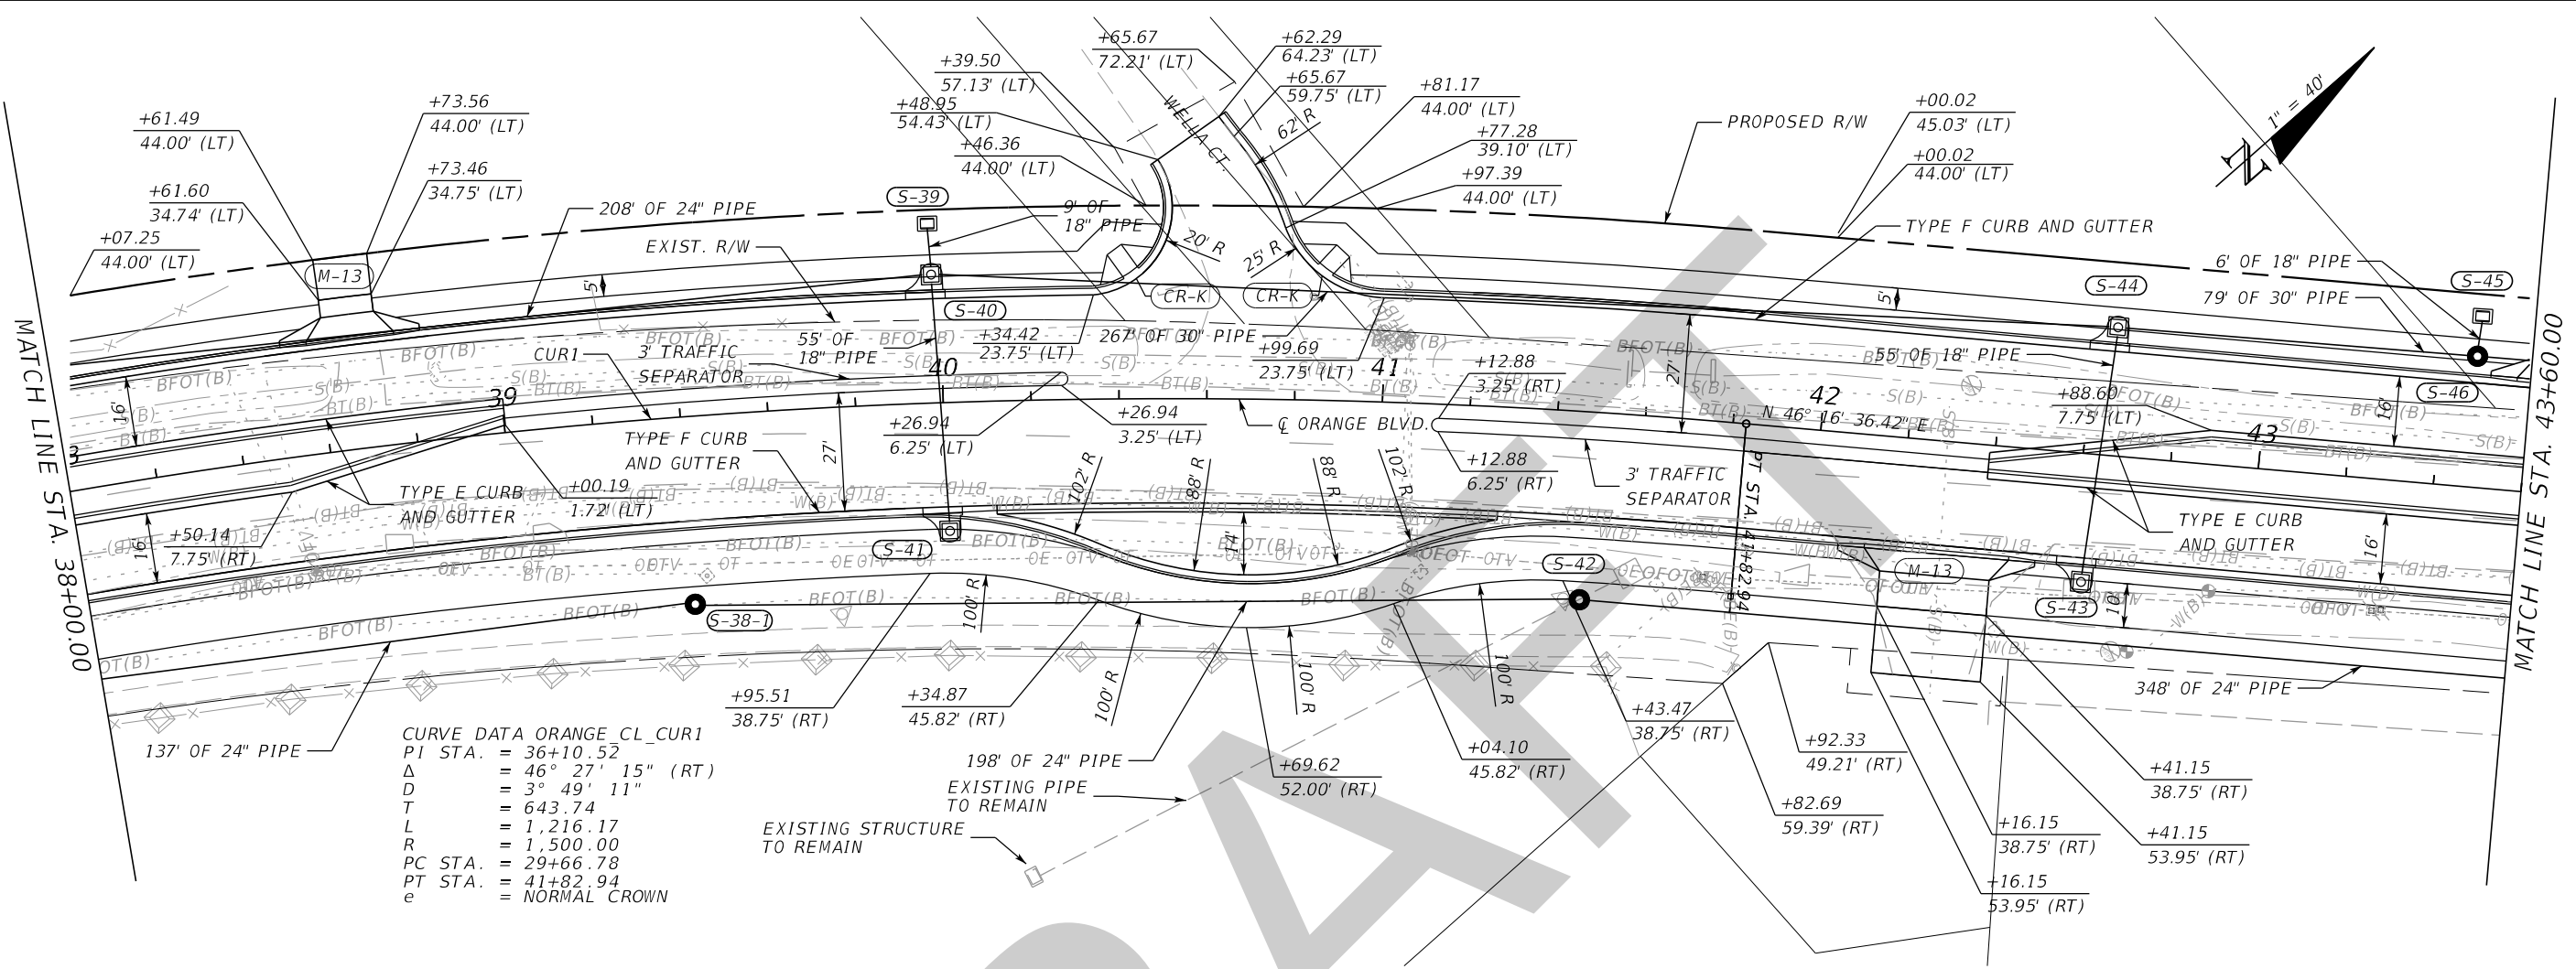 +61.49
44.00' (LT)
+73.56
44.00' (LT)
+61.60
34.74' (LT)
+73.46
34.75' (LT)
+07.25
44.00' (LT)
M-13
208' OF 24" PIPE
EXIST. R/W
S-39
9' OF
18" PIPE
+39.50
57.13' (LT)
+48.95
54.43' (LT)
+46.36
44.00' (LT)
+65.67
72.21' (LT)
WELLA CT.
+62.29
64.23' (LT)
+65.67
59.75' (LT)
62' R
+81.17
44.00' (LT)
+77.28
39.10' (LT)
+97.39
44.00' (LT)
20' R
25' R
PROPOSED R/W
+00.02
45.03' (LT)
+00.02
44.00' (LT)
TYPE F CURB AND GUTTER
1" = 40'
N
6' OF 18" PIPE
S-45
79' OF 30" PIPE
S-44
5'
5'
CR-K
CR-K
S-40
+34.42
23.75' (LT)
267' OF 30" PIPE
+99.69
23.75' (LT)
55' OF
18" PIPE
CUR1
3' TRAFFIC
SEPARATOR
39
40
41
42
43
+12.88
3.25' (RT)
27'
55' OF 18" PIPE
N 46° 16' 36.42" E
+88.60
7.75' (LT)
16'
S-46
16'
+26.94
6.25' (LT)
+26.94
3.25' (LT)
℄ ORANGE BLVD.
+12.88
6.25' (RT)
3' TRAFFIC
SEPARATOR
TYPE F CURB
AND GUTTER
27'
TYPE E CURB
AND GUTTER
+00.19
1.72' (LT)
102' R
88' R
88' R
102' R
PT STA. 41+82.94
TYPE E CURB
AND GUTTER
16'
+50.14
7.75' (RT)
16'
S-41
14'
S-42
M-13
S-43
10'
S-38-1
100' R
100' R
100' R
100' R
MATCH LINE STA. 38+00.00
MATCH LINE STA. 43+60.00
137' OF 24" PIPE
+95.51
38.75' (RT)
+34.87
45.82' (RT)
198' OF 24" PIPE
EXISTING PIPE
TO REMAIN
EXISTING STRUCTURE
TO REMAIN
+69.62
52.00' (RT)
+04.10
45.82' (RT)
+43.47
38.75' (RT)
+92.33
49.21' (RT)
+82.69
59.39' (RT)
348' OF 24" PIPE
+41.15
38.75' (RT)
+16.15
38.75' (RT)
+41.15
53.95' (RT)
+16.15
53.95' (RT)
CURVE DATA ORANGE_CL_CUR1
PI STA. = 36+10.52
Δ = 46° 27' 15" (RT)
D = 3° 49' 11"
T = 643.74
L = 1,216.17
R = 1,500.00
PC STA. = 29+66.78
PT STA. = 41+82.94
e = NORMAL CROWN
BFOT(B)
BFOT(B)
BFOT(B)
BFOT(B)
S(B)
S(B)
S(B)
BT(B)
BT(B)
BT(B)
BT(B)
W(B)
BFOT(B)
BFOT(B)
BFOT(B)
BFOT(B)
BFOT(B)